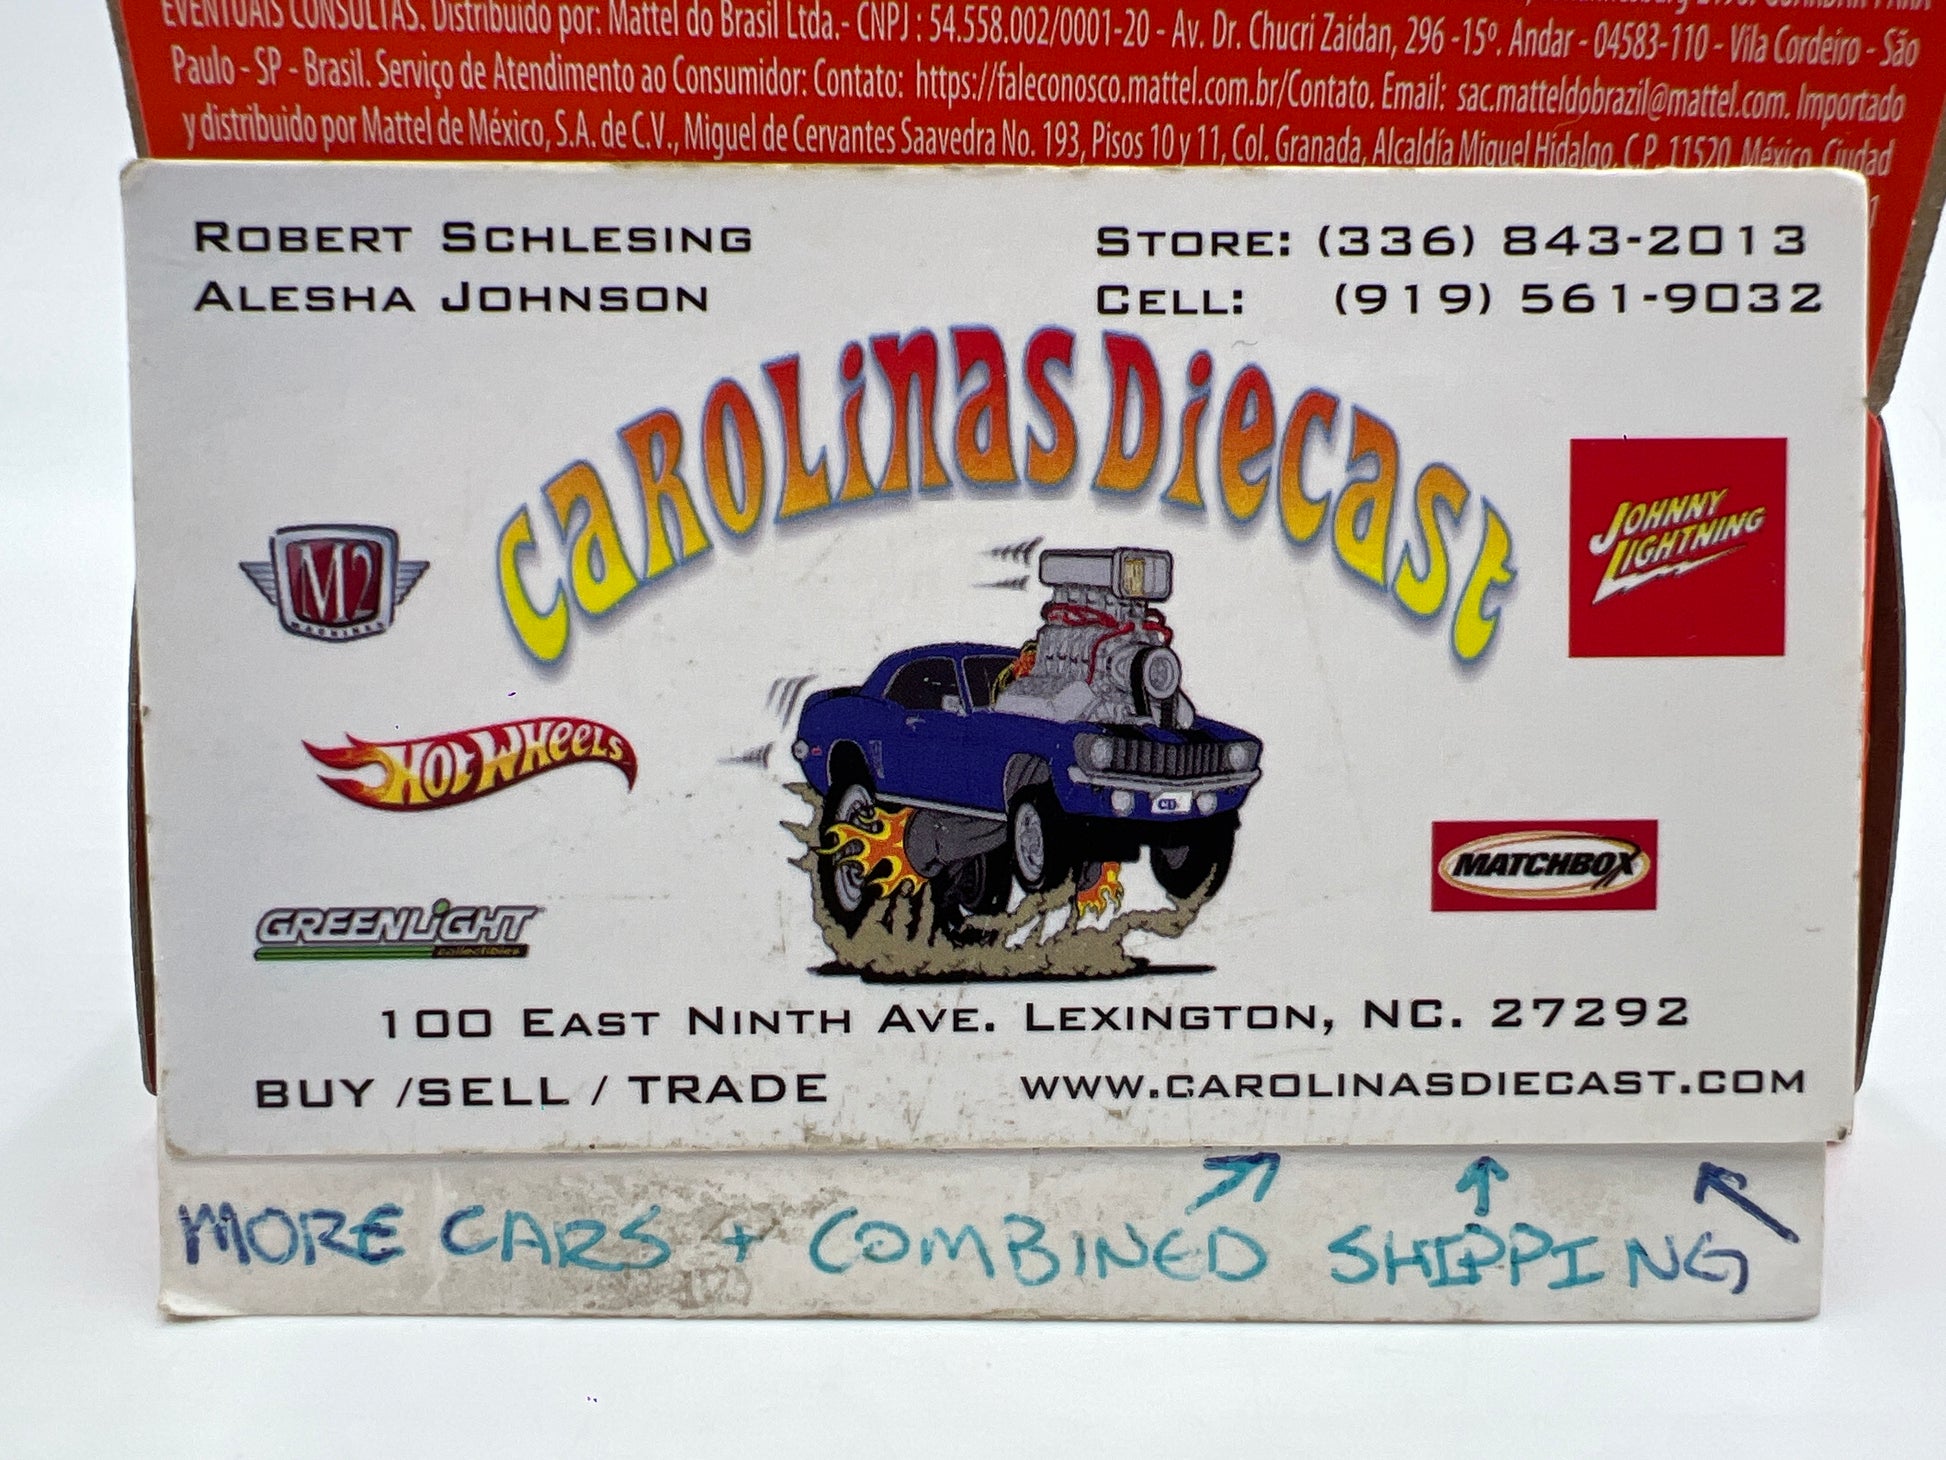 EVENTUAIS CONSULTAS. Distribuido por: Mattel do Brasil Ltda.- CNPJ : 54.558.002/0001-20 - Av. Dr. Chucri Zaidan, 296 -15º. Andar - 04583-110 - Vila Cordeiro - São
Paulo - SP - Brasil. Serviço de Atendimento ao Consumidor: Contato: https://faleconosco.mattel.com.br/Contato. Email: sac.matteldobrazil@mattel.com. Importado
y distribuido por Mattel de México, S.A. de C.V., Miguel de Cervantes Saavedra No. 193, Pisos 10 y 11, Col. Granada, Alcaldía Miguel Hidalgo, C.P. 11520, México, Ciudad
ROBERT SCHLESING
ALESHA JOHNSON
STORE: (336) 843-2013
CELL: (919) 561-9032
CAROLINAS DIECAST
M2
MACHINES
JOHNNY
LIGHTNING
HOT WHEELS
MATCHBOX
GREENLIGHT
collectibles
100 EAST NINTH AVE. LEXINGTON, NC. 27292
BUY /SELL / TRADE
WWW.CAROLINASDIECAST.COM
MORE CARS + COMBINED SHIPPING